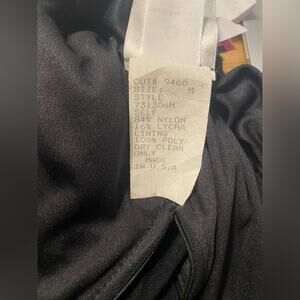 CUT# 9466
SIZE: M
STYLE
731306M
SELF
84% NYLON
16% LYCRA
LINING
100% POLY
DRY CLEAN
ONLY
MADE
IN U.S.A